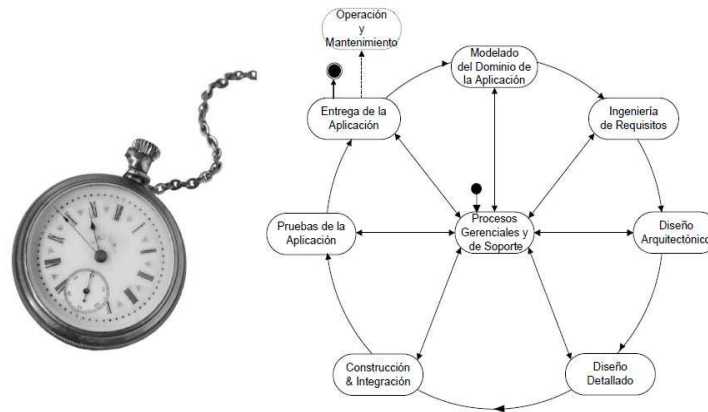 Operación
y
Mantenimiento
Modelado
del Dominio de
la Aplicación
Entrega de la
Aplicación
Ingeniería
de Requisitos
Pruebas de la
Aplicación
Procesos
Gerenciales y
de Soporte
Diseño
Arquitectónico
Construcción
& Integración
Diseño
Detallado